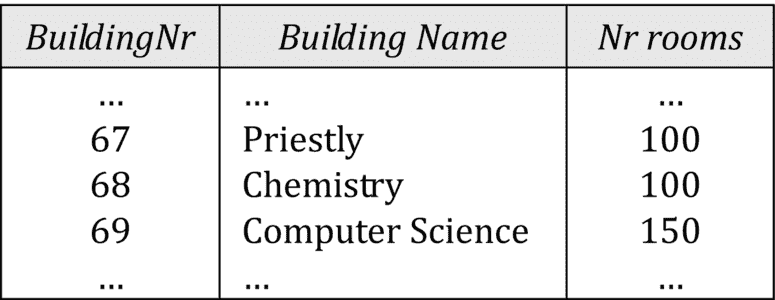 BuildingNr Building Name Nr rooms
... ... ...
67 Priestly 100
68 Chemistry 100
69 Computer Science 150
... ... ...